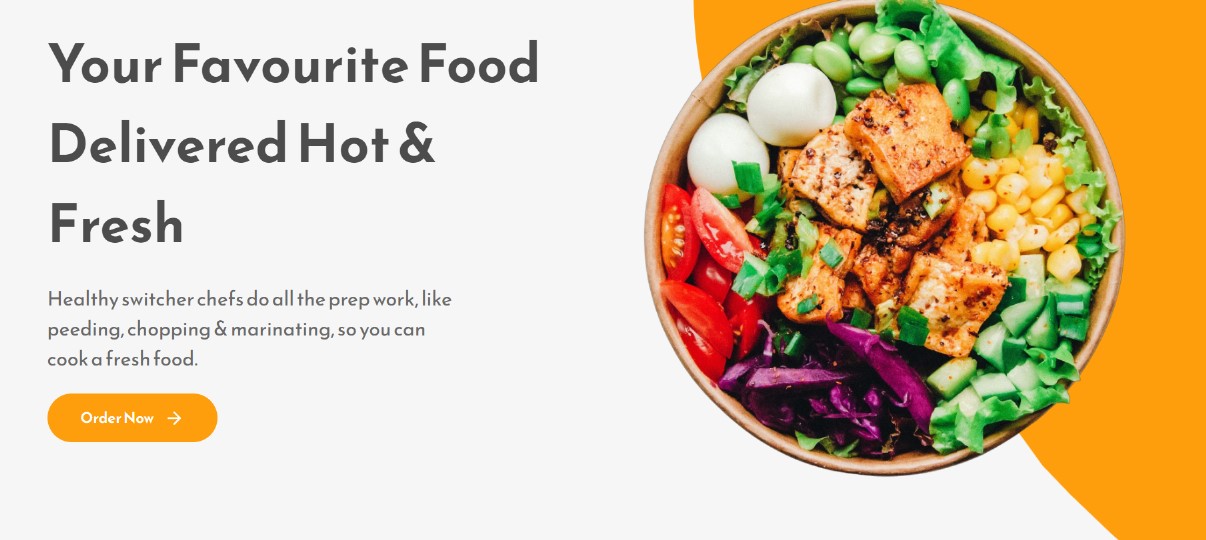 Your Favourite Food
Delivered Hot &
Fresh
Healthy switcher chefs do all the prep work, like
peeding, chopping & marinating, so you can
cook a fresh food.
Order Now